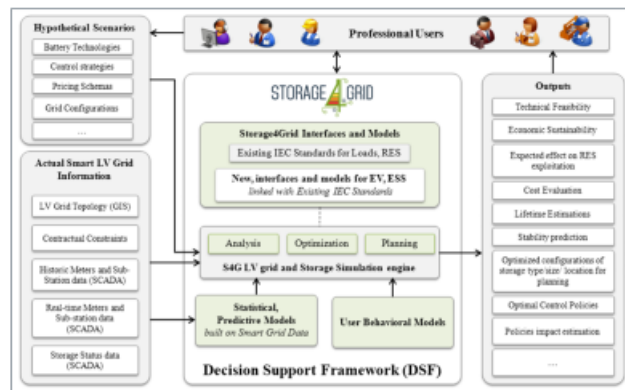 Hypothetical Scenarios
Battery Technologies
Control strategies
Pricing Schemas
Grid Configurations
...
Actual Smart LV Grid
Information
LV Grid Topology (GIS)
Contractual Constraints
Historic Meters and Sub-
Station data (SCADA)
Real-time Meters and
Sub-station data
(SCADA)
Storage Status data
(SCADA)
Professional Users
STORAGE4GRID
Storage4Grid Interfaces and Models
Existing IEC Standards for Loads, RES
New, interfaces and models for EV, ESS
linked with Existing IEC Standards
Analysis
Optimization
Planning
S4G LV grid and Storage Simulation engine
Statistical,
Predictive Models
built on Smart Grid Data
User Behavioral Models
Decision Support Framework (DSF)
Outputs
Technical Feasibility
Economic Sustainability
Expected effect on RES
exploitation
Cost Evaluation
Lifetime Estimations
Stability prediction
Optimized configurations of
storage type/size/ location for
planning
Optimal Control Policies
Policies impact estimation
...